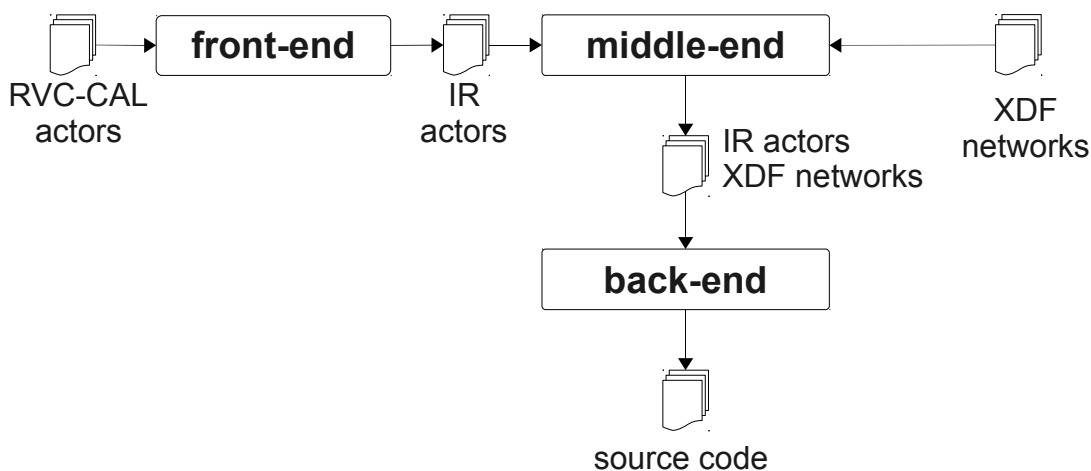 front-end
middle-end
RVC-CAL
actors
IR
actors
XDF
networks
IR actors
XDF networks
back-end
source code